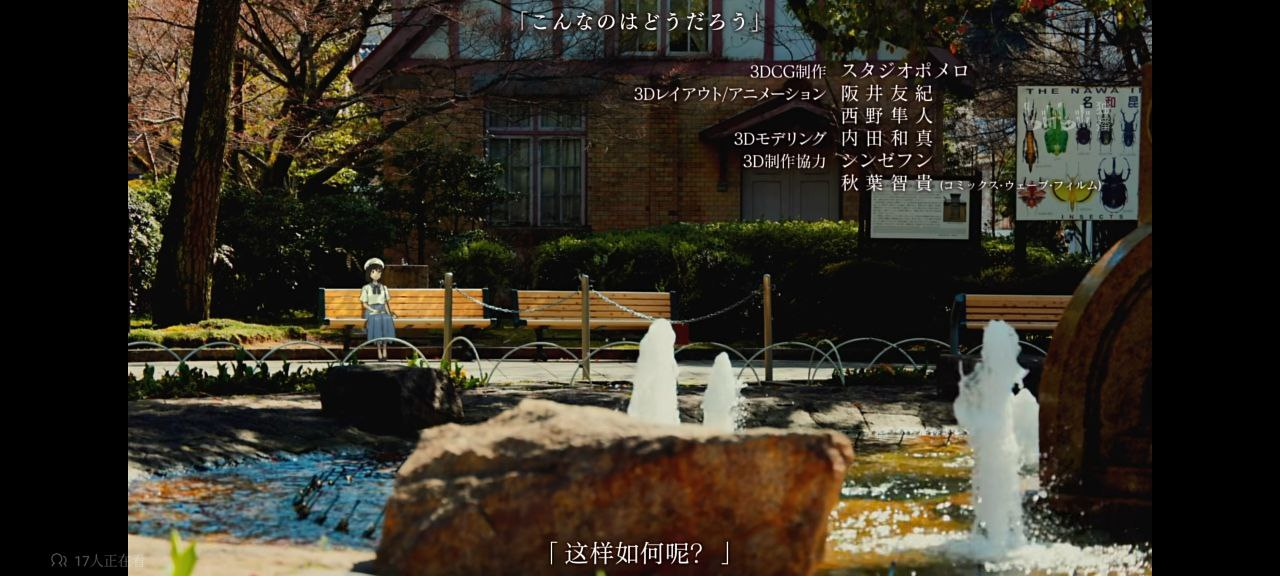 「こんなのはどうだろう」
3DCG制作 スタジオポメロ
3Dレイアウト/アニメーション 阪井友紀
西野隼人
3Dモデリング 内田和真
3D制作協力 シンゼフン
秋葉智貴 (コミックス・ウェーブ・フィルム)
THE NAWA I
名和昆
INSECTS
「这样如何呢？」
17人正在看